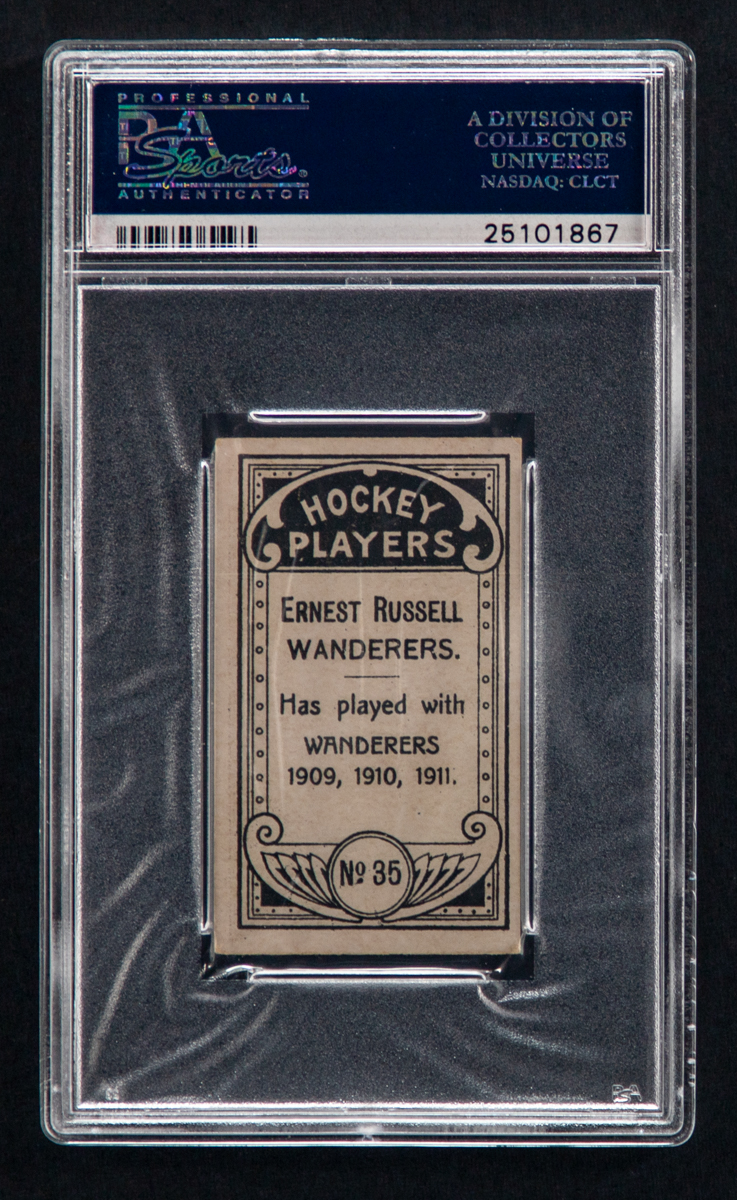 PROFESSIONAL
PSA
Sports®
AUTHENTICATOR
A DIVISION OF
COLLECTORS
UNIVERSE
NASDAQ: CLCT
25101867
HOCKEY
PLAYERS
ERNEST RUSSELL
WANDERERS.
Has played with
WANDERERS
1909, 1910, 1911.
No 35
PSA